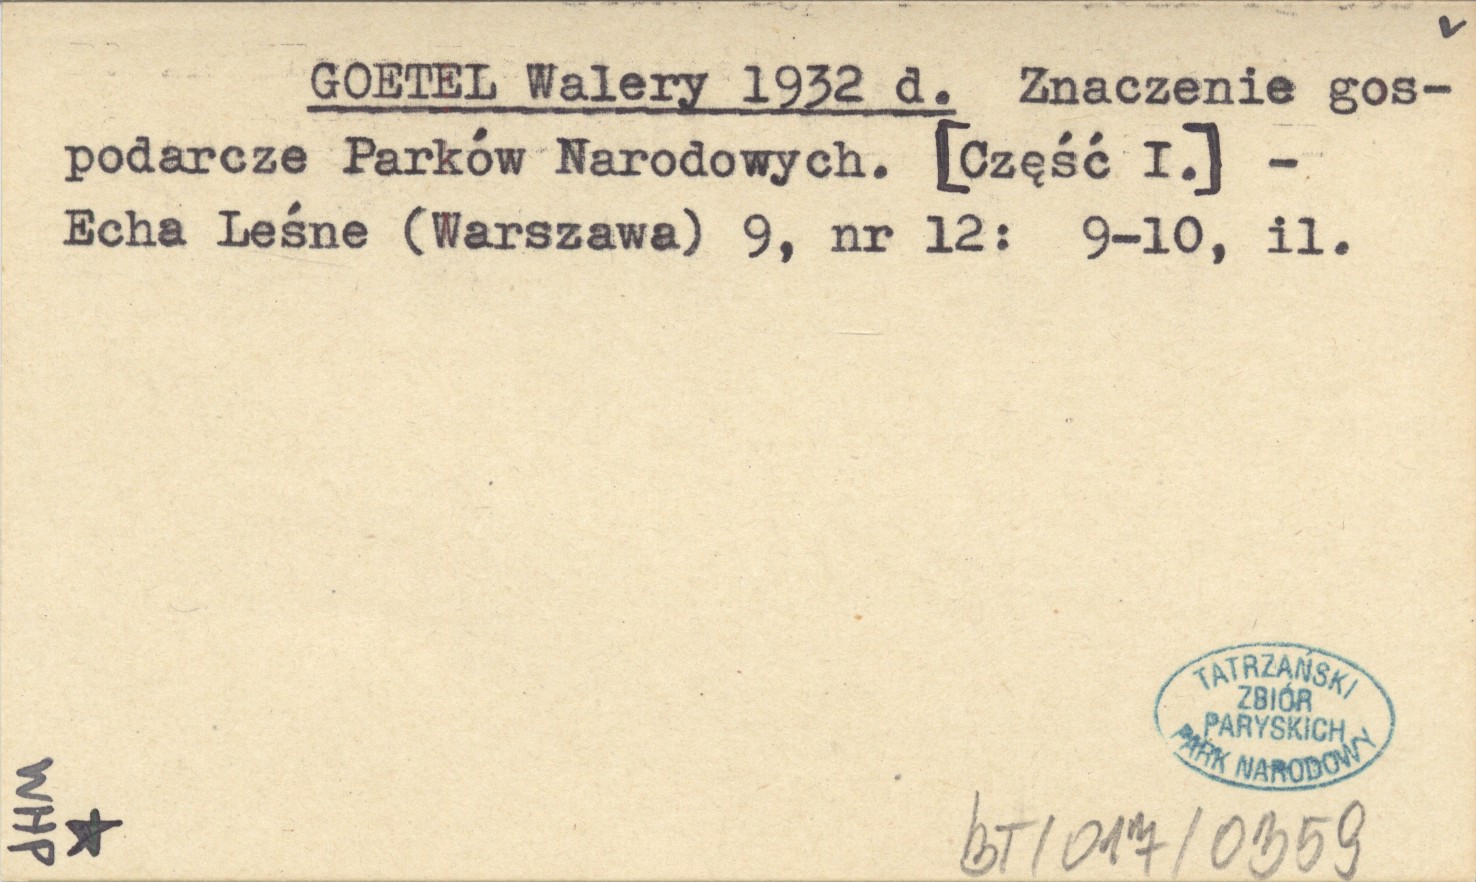 GOETEL Walery 1932 d. Znaczenie gos-
podarcze Parków Narodowych. [Część I.] -
Echa Leśne (Warszawa) 9, nr 12: 9-10, il.
TATRZAŃSKI
ZBIÓR
PARYSKICH
PARK NARODOWY
WHP
BT/017/0359